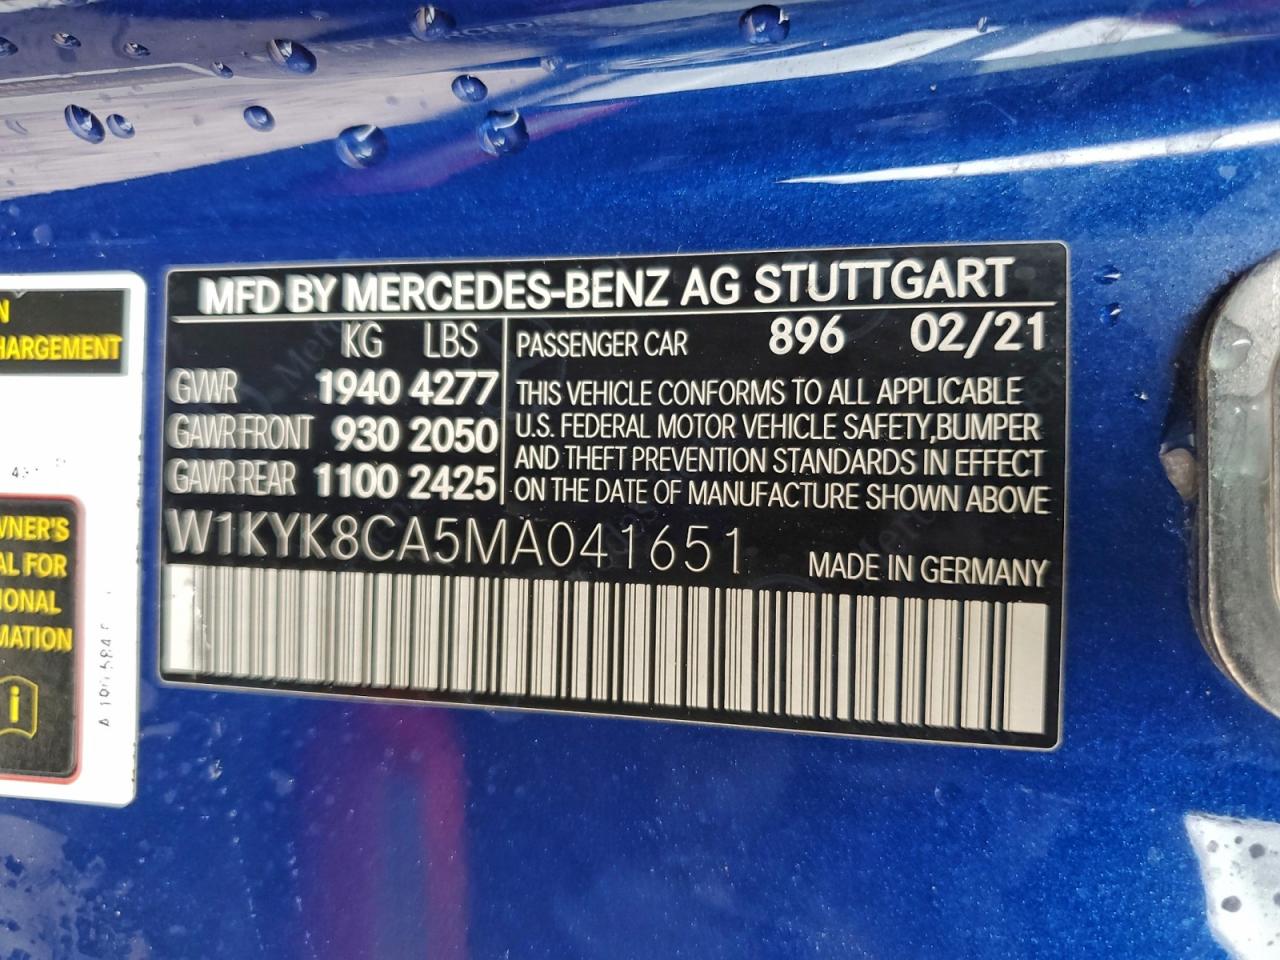 MFD BY MERCEDES-BENZ AG STUTTGART
KG LBS
GVWR 1940 4277
GAWR FRONT 930 2050
GAWR REAR 1100 2425
PASSENGER CAR 896 02/21
THIS VEHICLE CONFORMS TO ALL APPLICABLE
U.S. FEDERAL MOTOR VEHICLE SAFETY,BUMPER
AND THEFT PREVENTION STANDARDS IN EFFECT
ON THE DATE OF MANUFACTURE SHOWN ABOVE
W1KYK8CA5MA041651
MADE IN GERMANY
N
HARGEMENT
WNER'S
AL FOR
IONAL
MATION
i